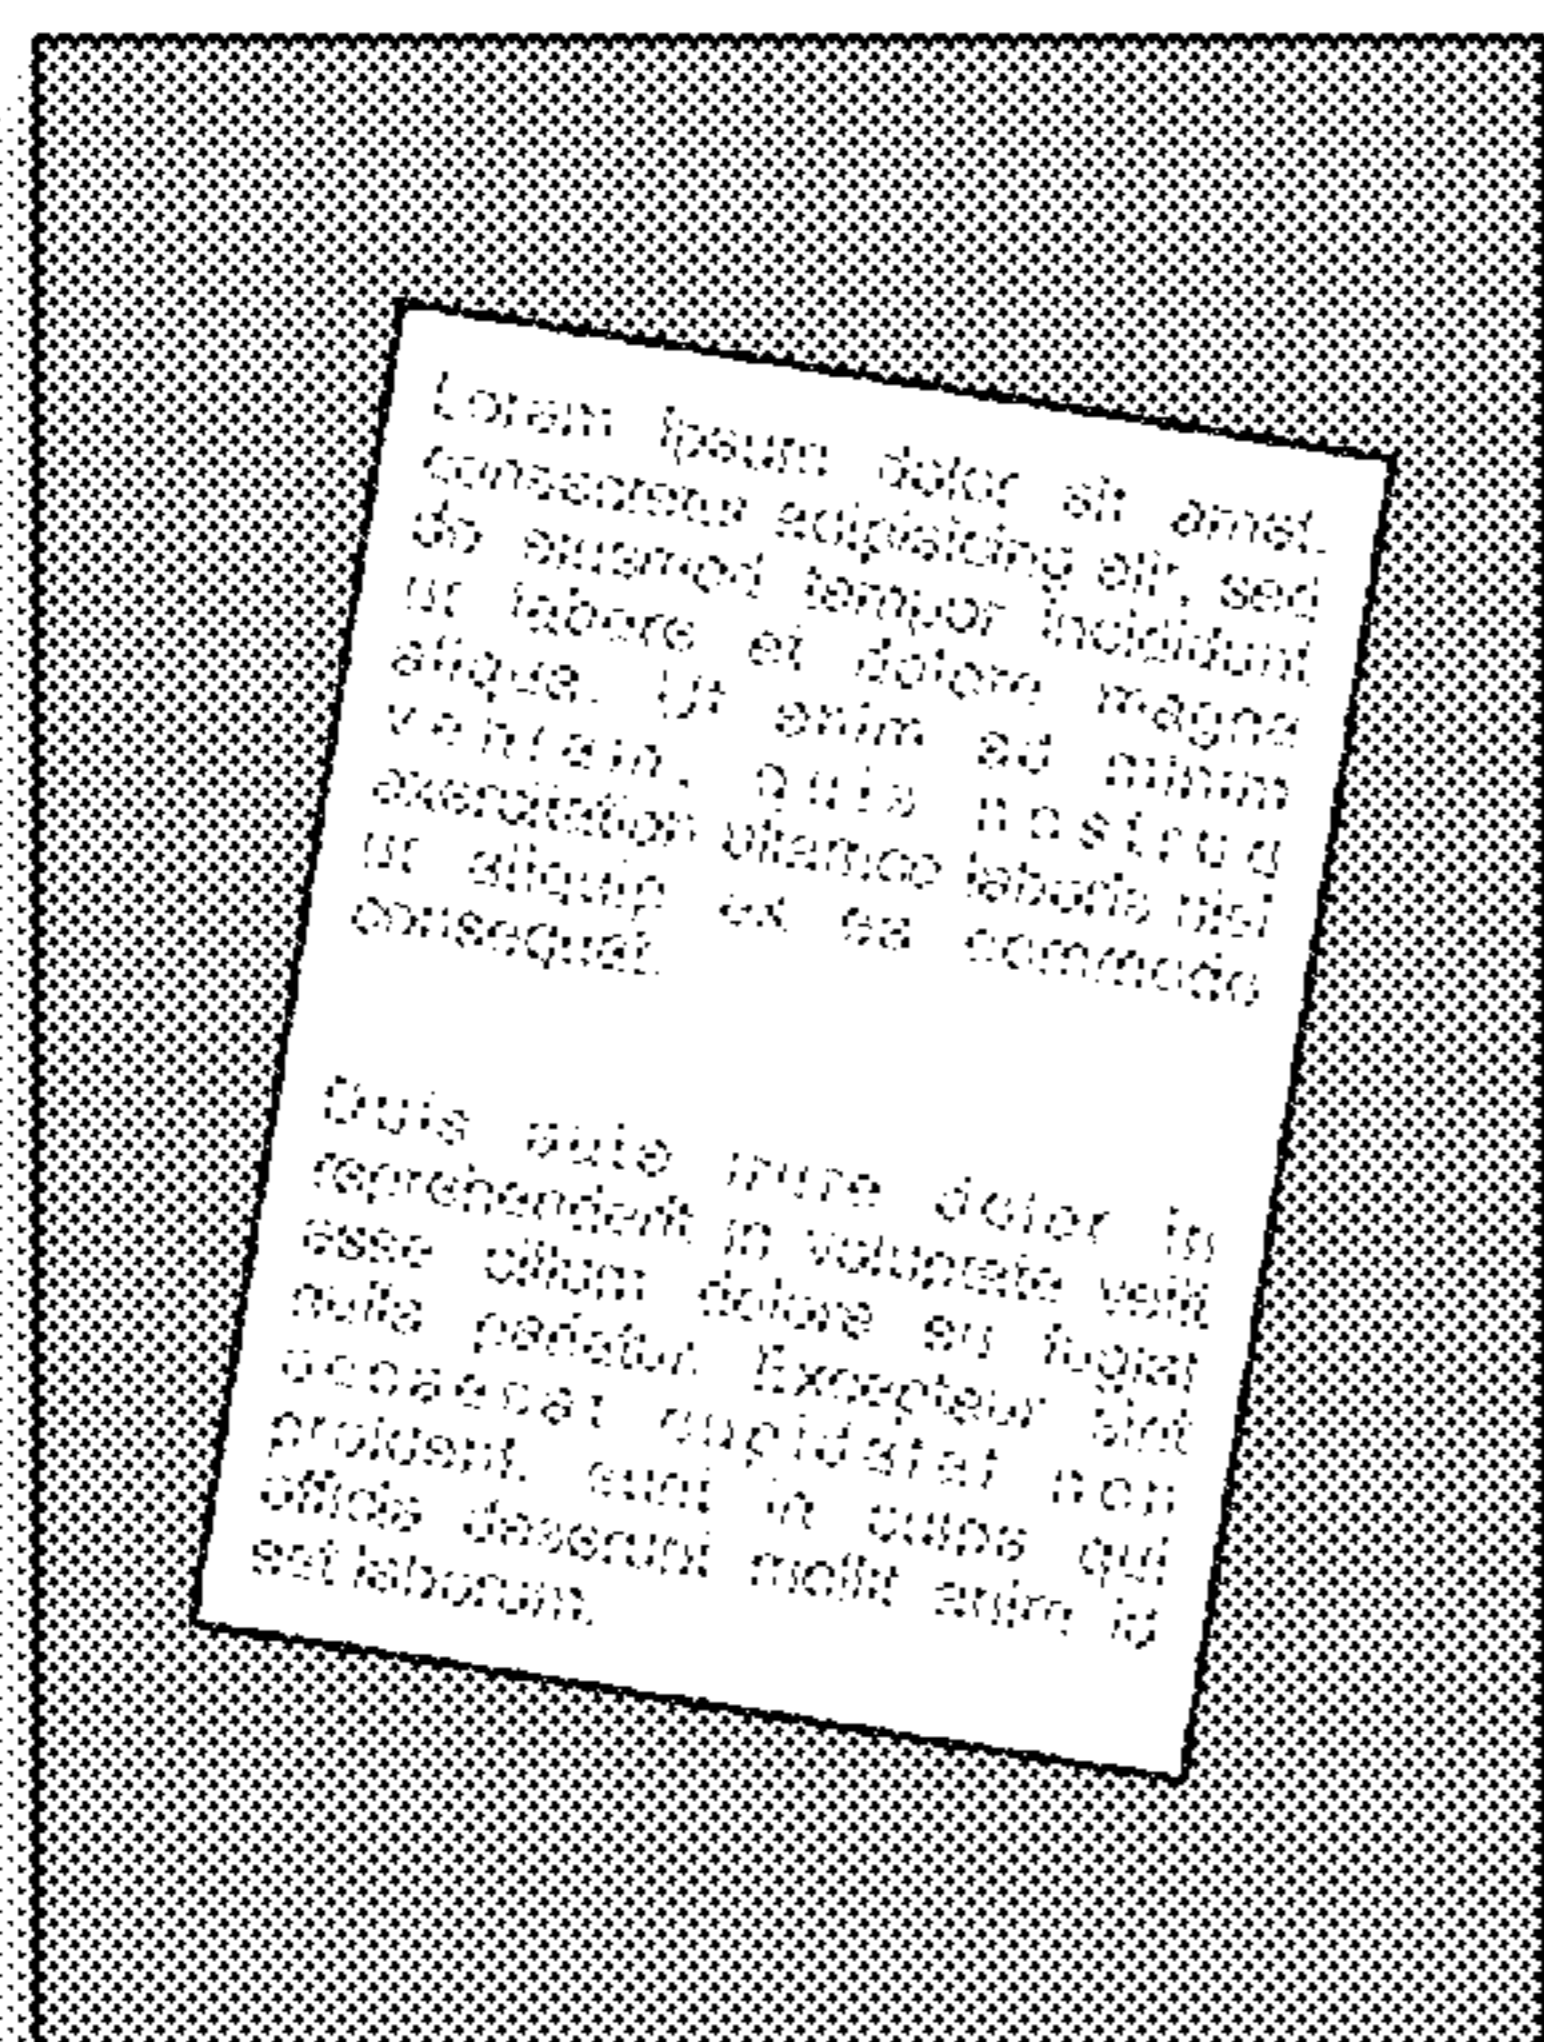 Lorem ipsum dolor sit amet,
consectetur adipisicing elit, sed
do eiusmod tempor incididunt
ut labore et dolore magna
aliqua. Ut enim ad minim
veniam, quis nostrud
exercitation ullamco laboris nisi
ut aliquip ex ea commodo
consequat.
Duis aute irure dolor in
reprehenderit in voluptate velit
esse cillum dolore eu fugiat
nulla pariatur. Excepteur sint
occaecat cupidatat non
proident, sunt in culpa qui
officia deserunt mollit anim id
est laborum.